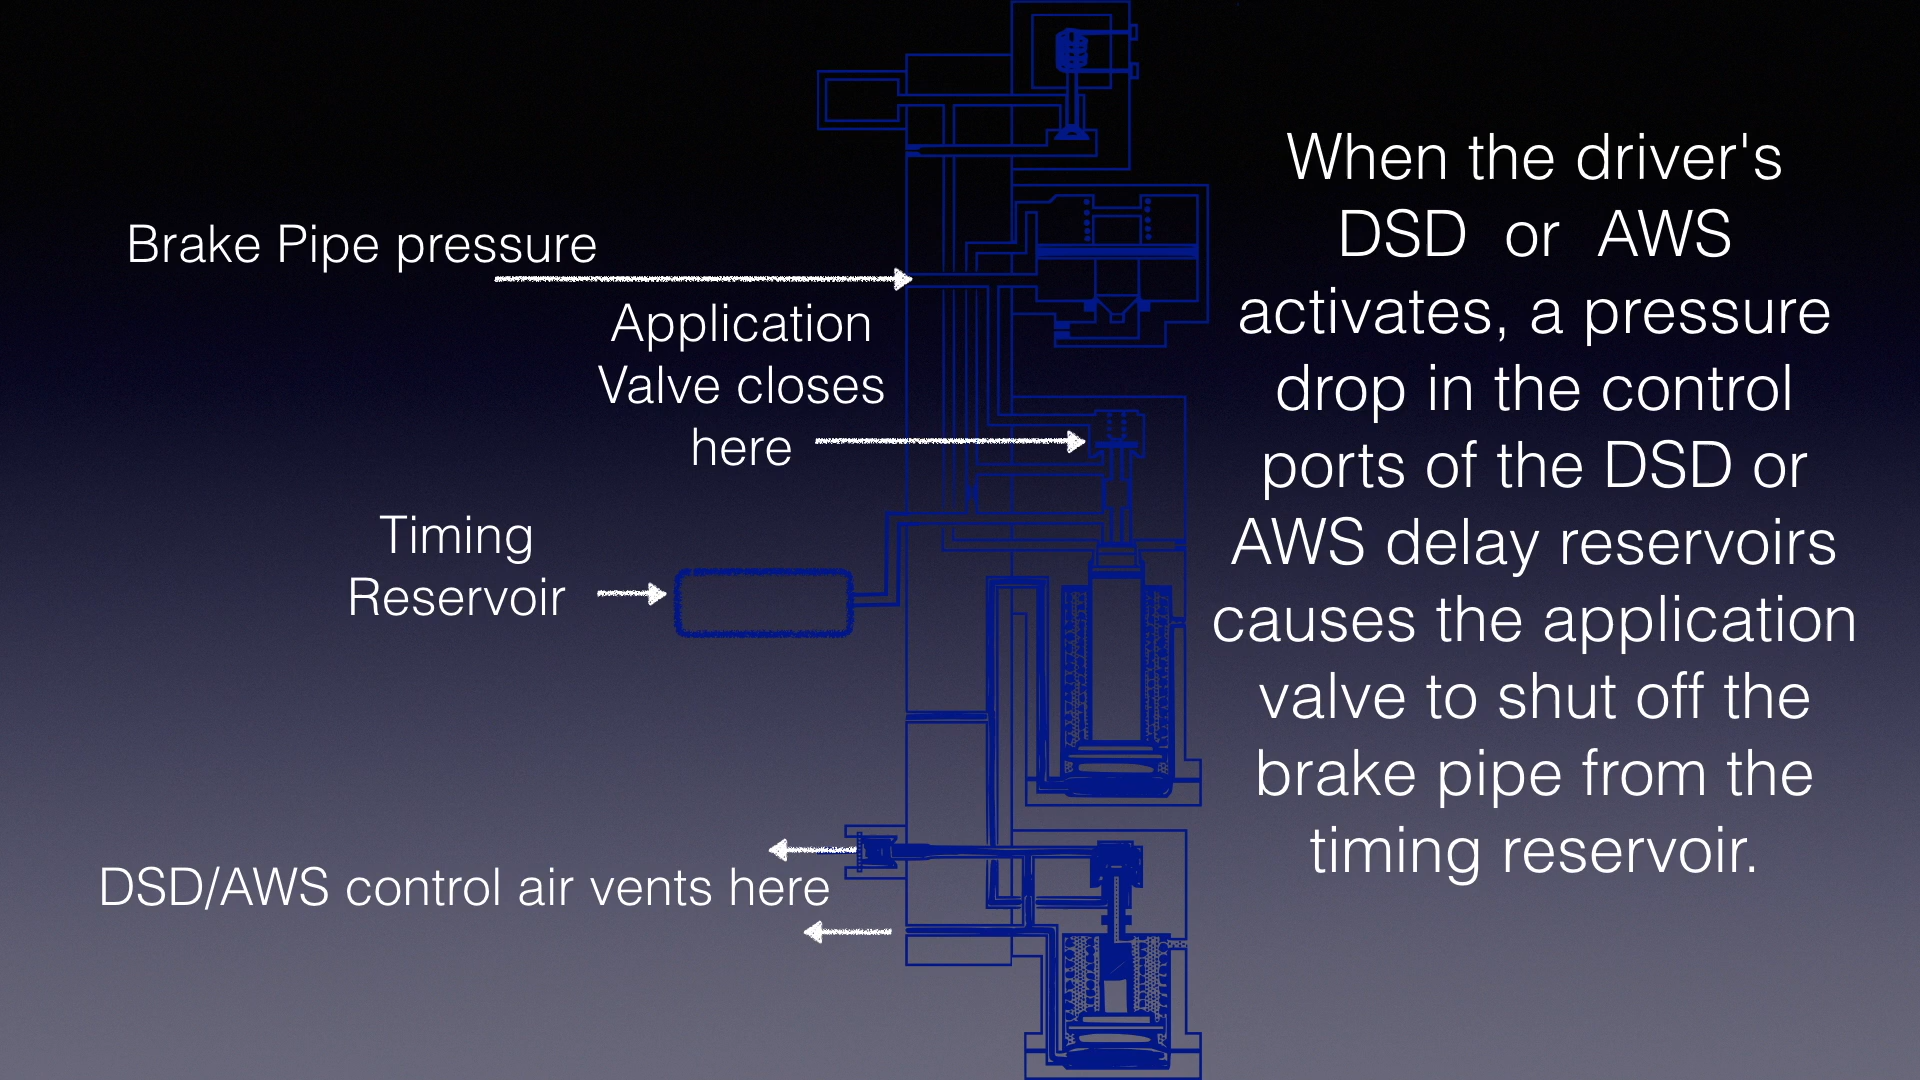 Brake Pipe pressure
Application
Valve closes
here
Timing
Reservoir
DSD/AWS control air vents here
When the driver's
DSD  or  AWS
activates, a pressure
drop in the control
ports of the DSD or
AWS delay reservoirs
causes the application
valve to shut off the
brake pipe from the
timing reservoir.